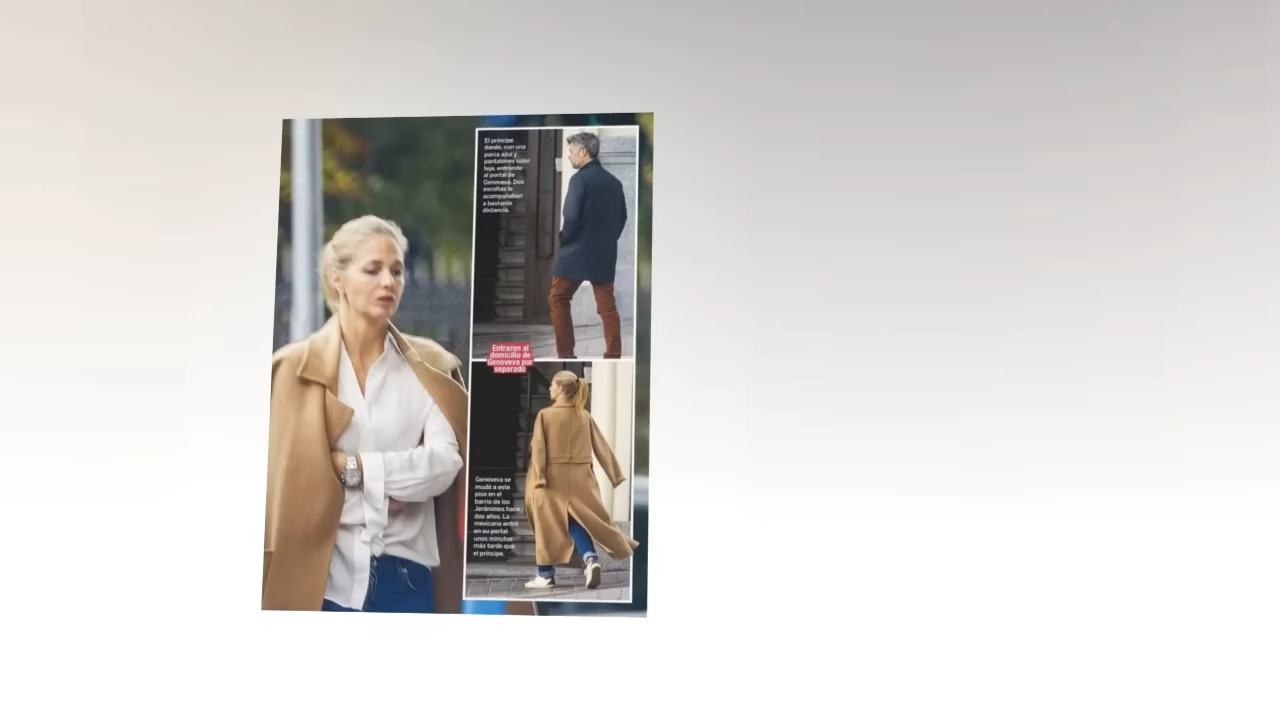 El príncipe
danés, con una
parca azul y
pantalones color
teja, entrando
al portal de
Genoveva. Dos
escoltas le
acompañaban
a bastante
distancia.
Entraron al
domicilio de
Genoveva por
separado
Genoveva se
mudó a este
piso en el
barrio de los
Jerónimos hace
dos años. La
mexicana entró
en su portal
unos minutos
más tarde que
el príncipe.